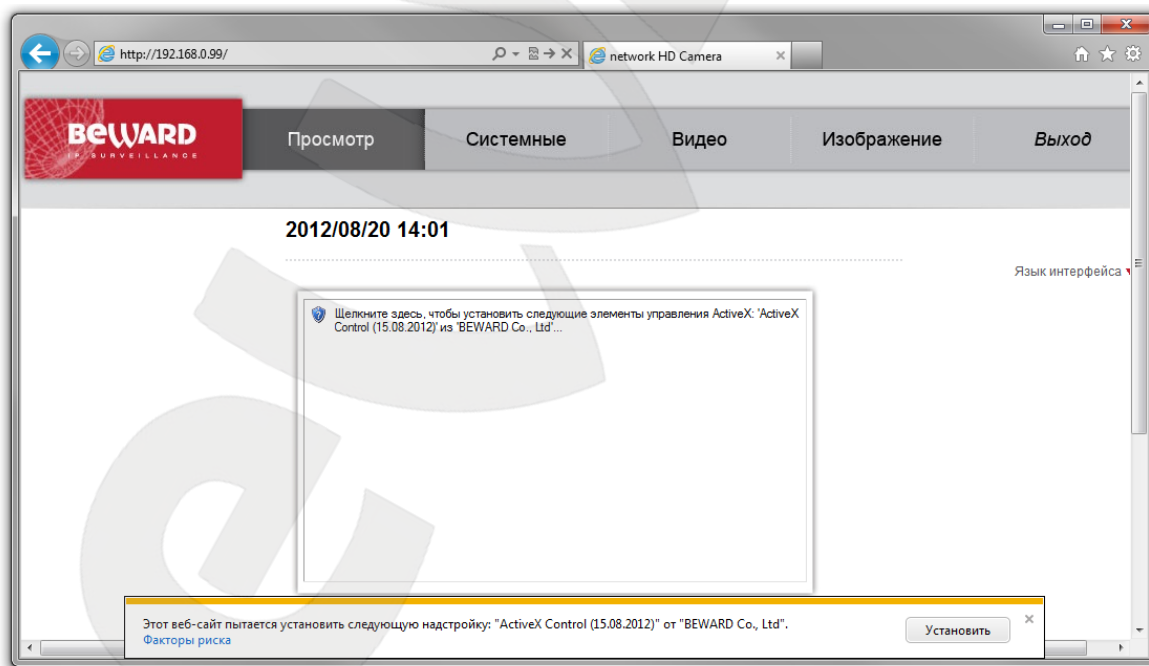 http://192.168.0.99/
network HD Camera
BEWARD
IP SURVEILLANCE
Просмотр
Системные
Видео
Изображение
Выход
2012/08/20 14:01
Язык интерфейса
Щелкните здесь, чтобы установить следующие элементы управления ActiveX: 'ActiveX
Control (15.08.2012)' из 'BEWARD Co., Ltd'...
Этот веб-сайт пытается установить следующую надстройку: "ActiveX Control (15.08.2012)" от "BEWARD Co., Ltd".
Факторы риска
Установить